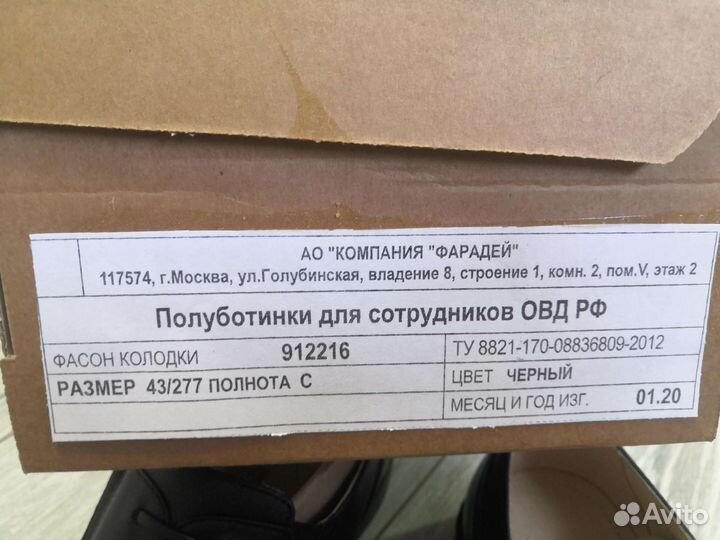 АО "КОМПАНИЯ "ФАРАДЕЙ"
117574, г.Москва, ул.Голубинская, владение 8, строение 1, комн. 2, пом.V, этаж 2
Полуботинки для сотрудников ОВД РФ
ФАСОН КОЛОДКИ 912216 ТУ 8821-170-08836809-2012
РАЗМЕР 43/277 ПОЛНОТА С ЦВЕТ ЧЕРНЫЙ
МЕСЯЦ И ГОД ИЗГ. 01.20
Avito